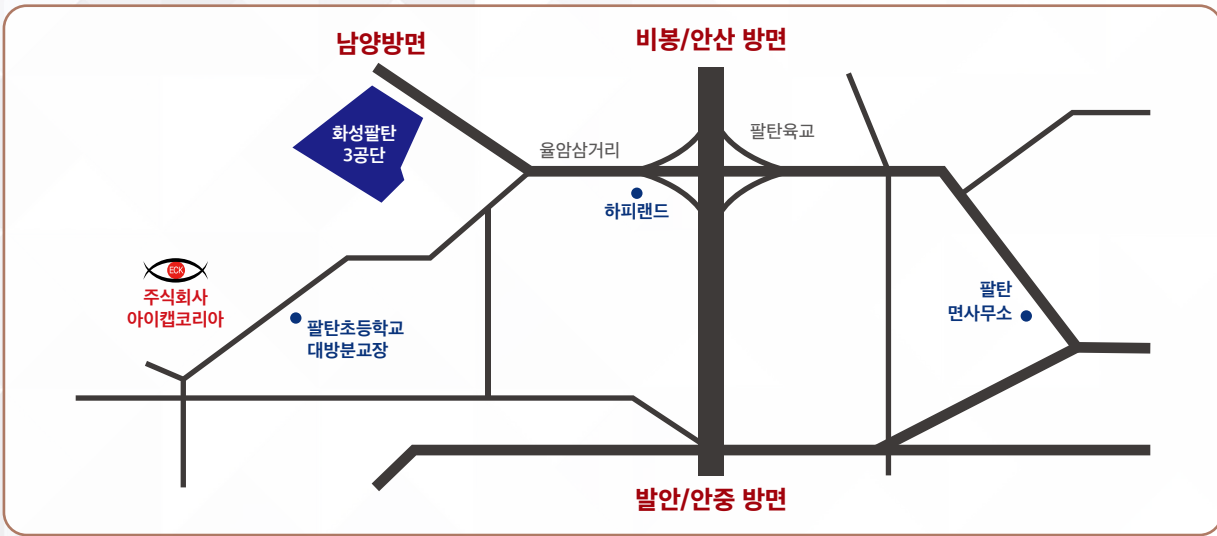 남양방면
비봉/안산 방면
화성팔탄
3공단
율암삼거리
팔탄육교
하피랜드
ECK
주식회사
아이캡코리아
팔탄초등학교
대방분교장
팔탄
면사무소
발안/안중 방면